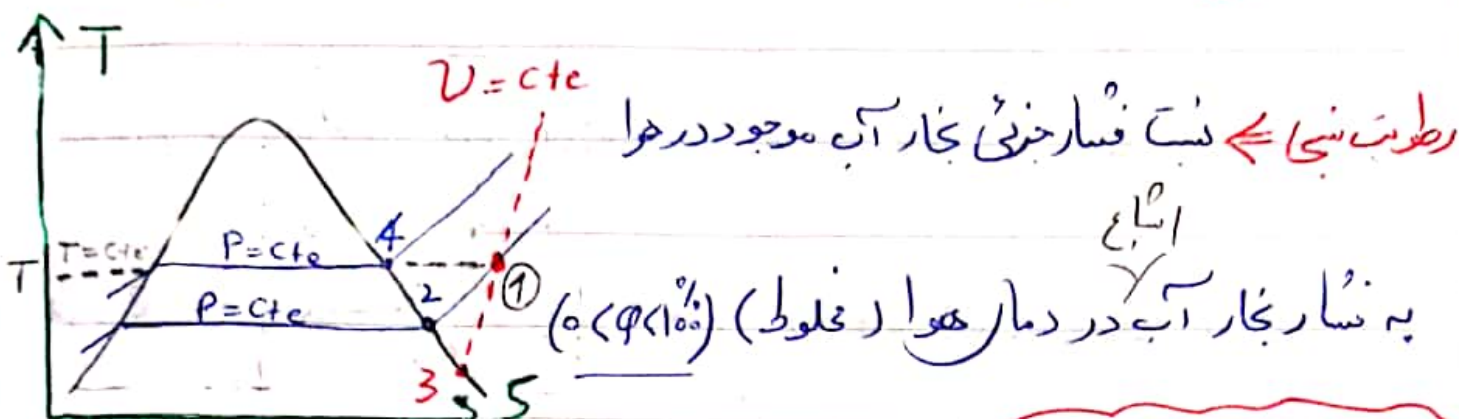 T
v = cte
رطوبت نسبی ⇐ نسبت فشار جزئی بخار آب موجود در هوا
اشباع
به فشار بخار آب در دمای هوا (مخلوط) (0<φ<100%)
T
T=cte
P=cte
4
1
P=cte
2
3
S